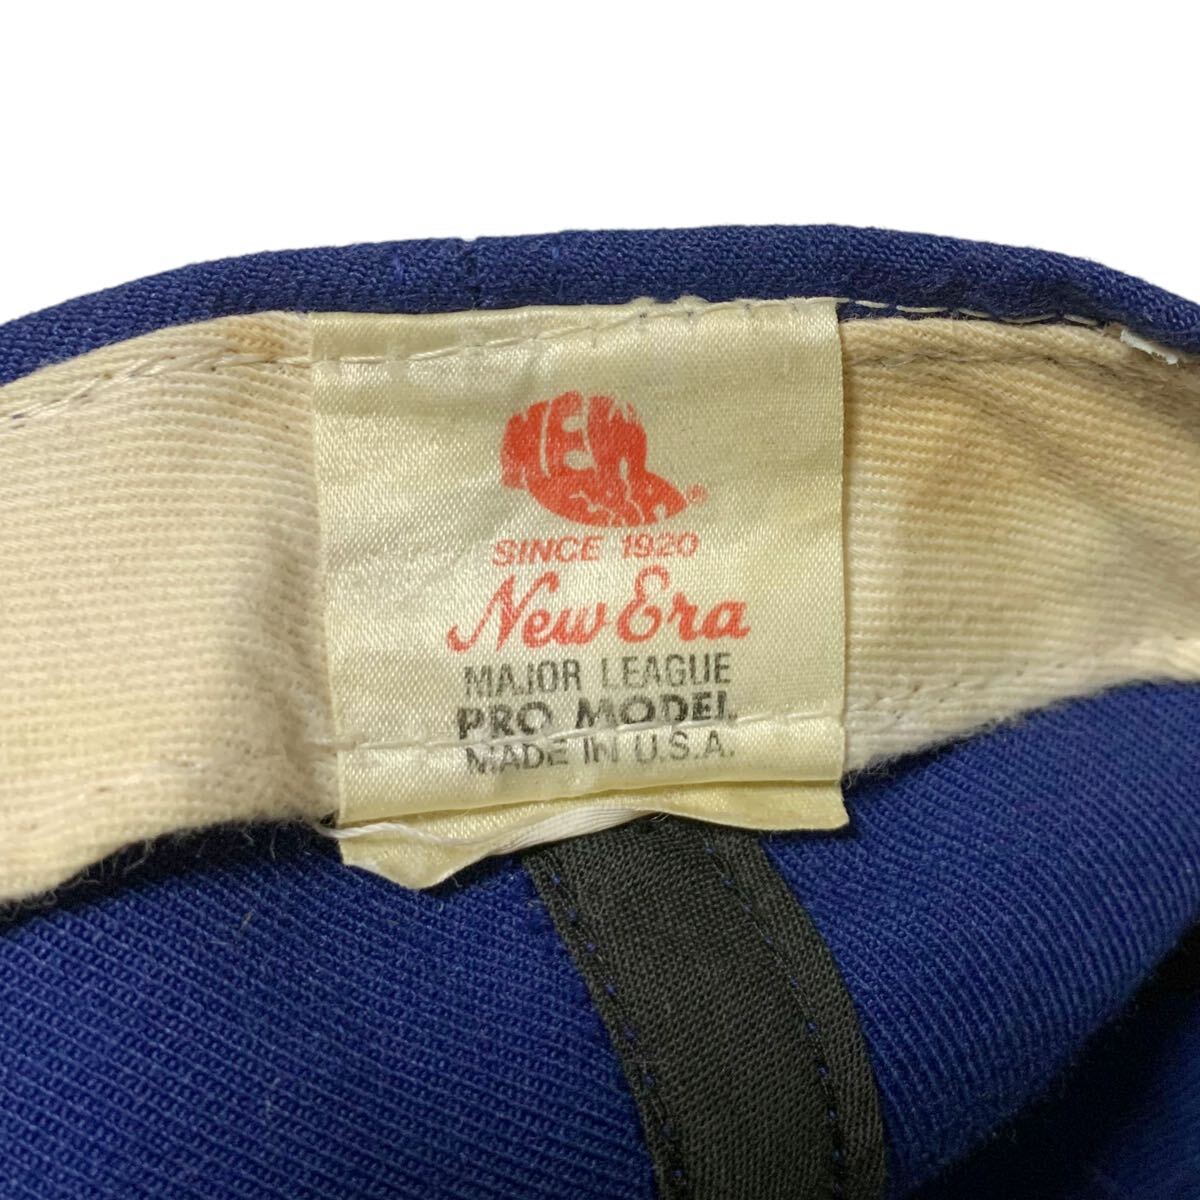 NEW
ERA®
SINCE 1920
New Era
MAJOR LEAGUE
PRO MODEL
MADE IN U.S.A.